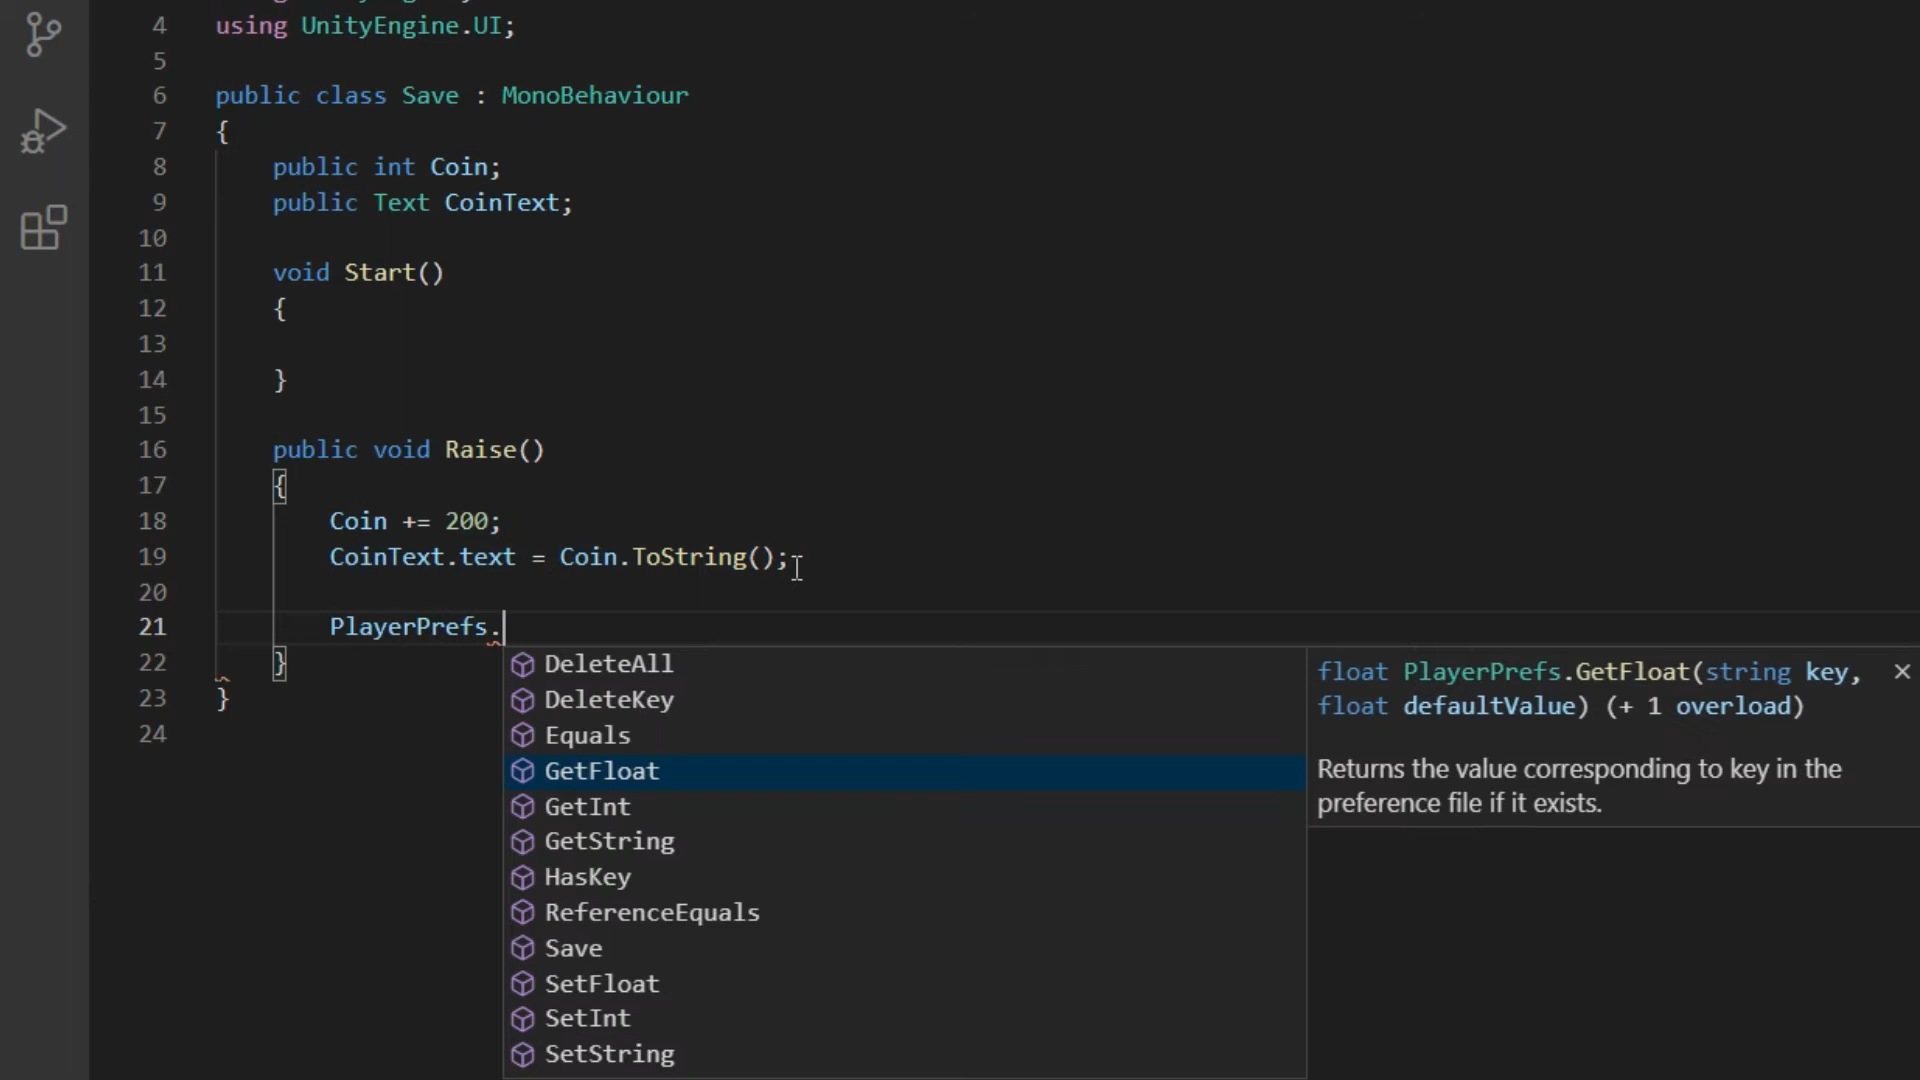 4 using UnityEngine.UI;
5
6 public class Save : MonoBehaviour
7 {
8 public int Coin;
9 public Text CoinText;
10
11 void Start()
12 {
13
14 }
15
16 public void Raise()
17 {
18 Coin += 200;
19 CoinText.text = Coin.ToString();
20
21 PlayerPrefs.
22 }
23 }
24
DeleteAll
DeleteKey
Equals
GetFloat
GetInt
GetString
HasKey
ReferenceEquals
Save
SetFloat
SetInt
SetString
float PlayerPrefs.GetFloat(string key,
float defaultValue) (+ 1 overload)
Returns the value corresponding to key in the
preference file if it exists.